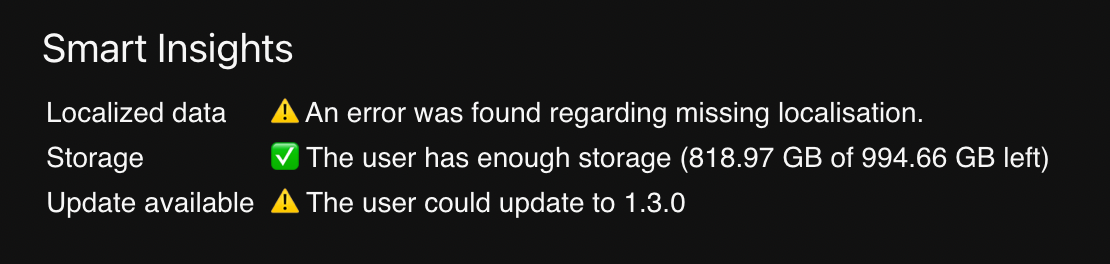 Smart Insights
Localized data ⚠️ An error was found regarding missing localisation.
Storage ✅ The user has enough storage (818.97 GB of 994.66 GB left)
Update available ⚠️ The user could update to 1.3.0